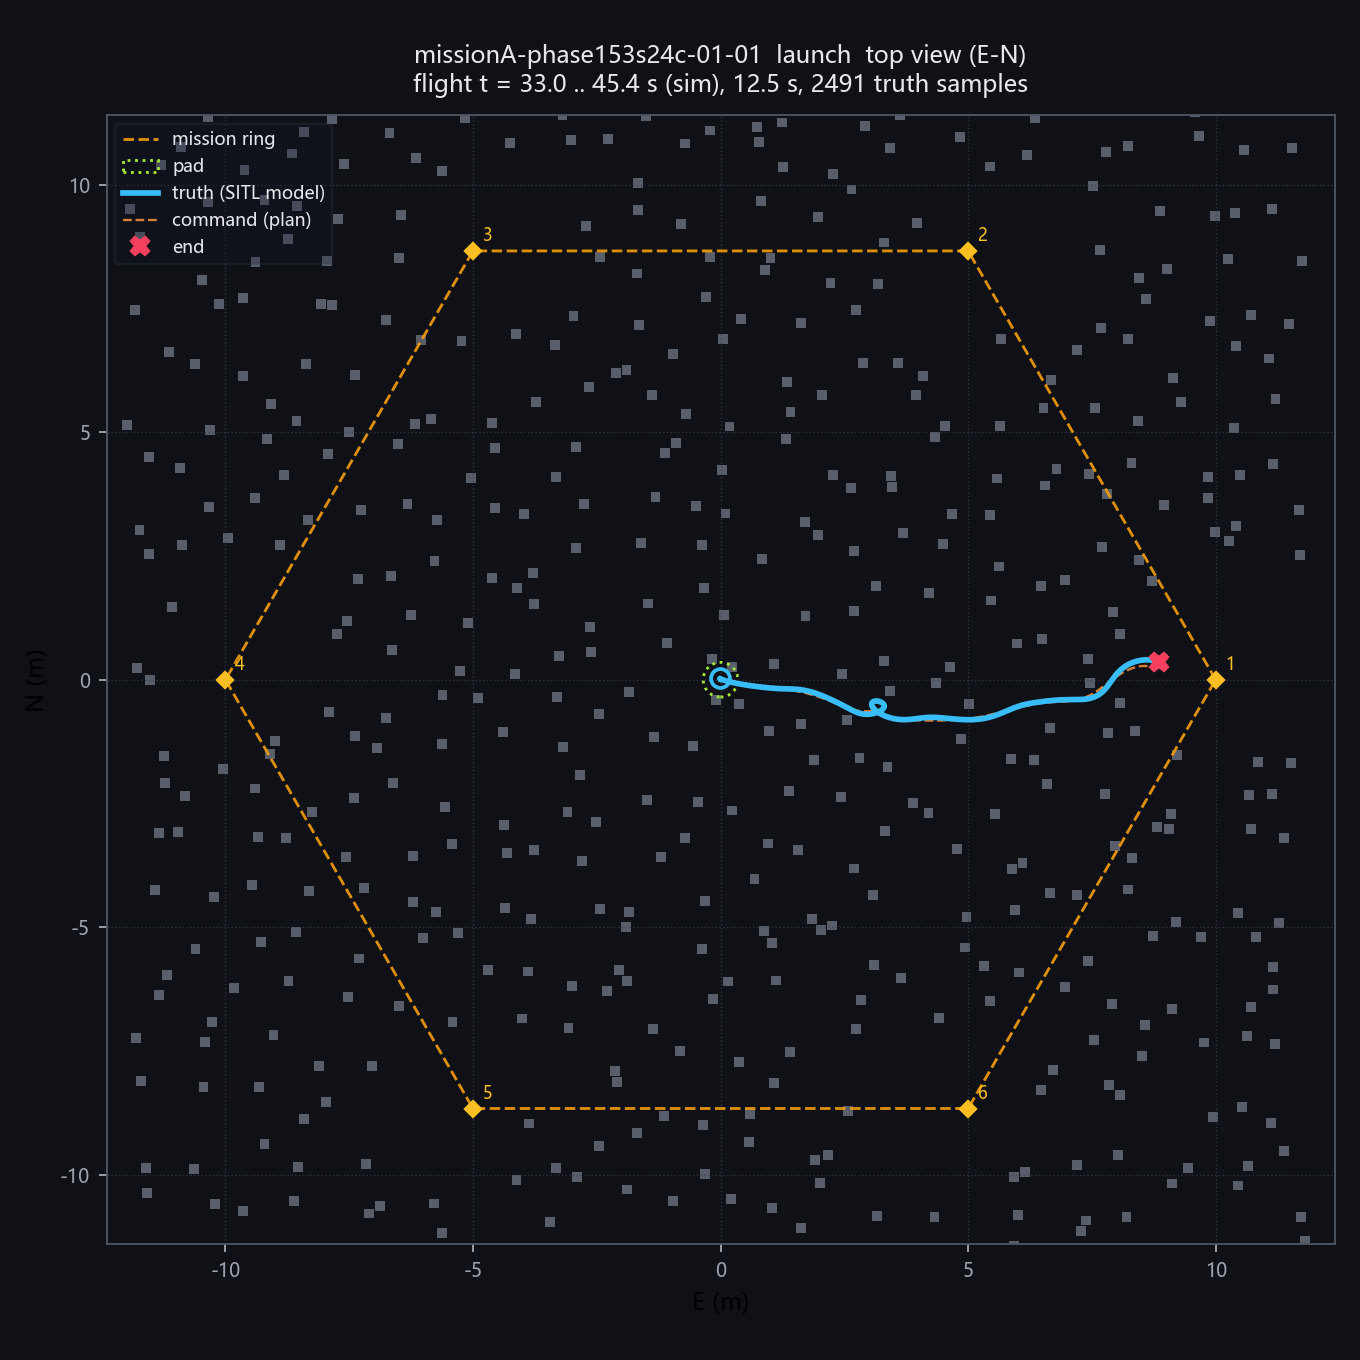 missionA-phase153s24c-01-01  launch  top view (E-N)
flight t = 33.0 .. 45.4 s (sim), 12.5 s, 2491 truth samples
mission ring
pad
truth (SITL model)
command (plan)
end
3
2
4
1
5
6
10
5
0
-5
-10
N (m)
-10
-5
0
5
10
E (m)